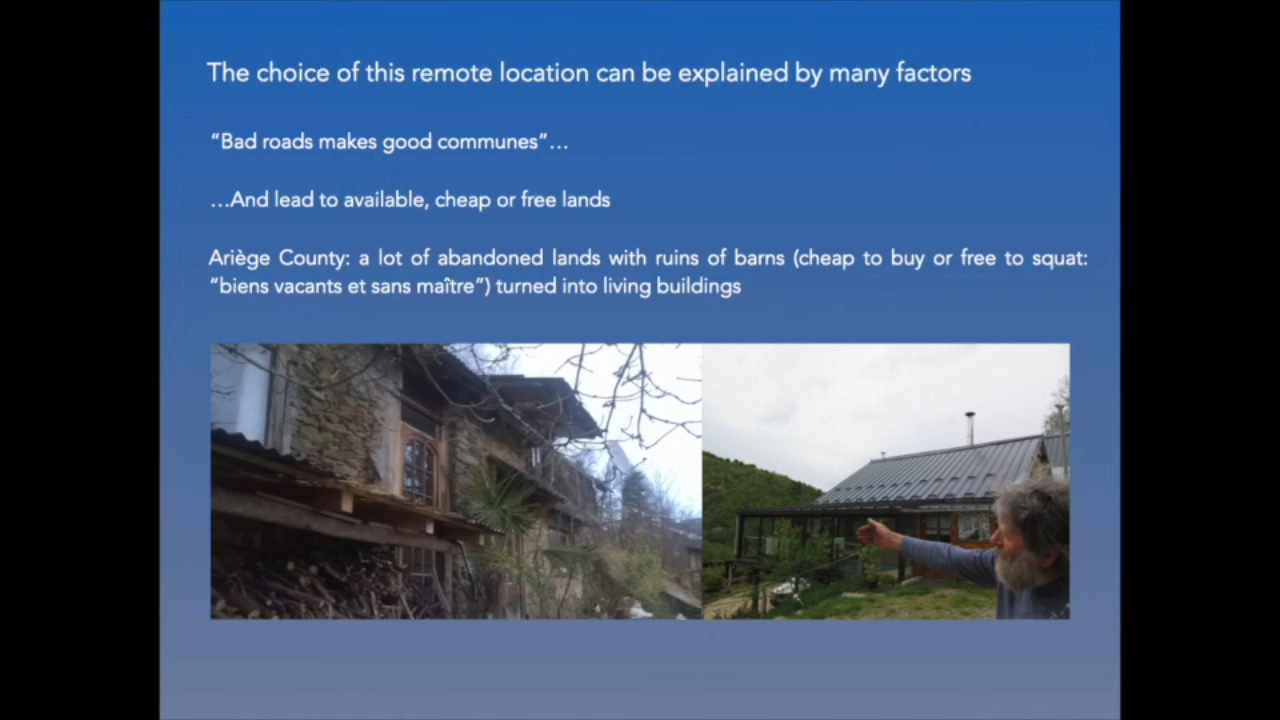 The choice of this remote location can be explained by many factors
“Bad roads makes good communes”…
…And lead to available, cheap or free lands
Ariège County: a lot of abandoned lands with ruins of barns (cheap to buy or free to squat:
“biens vacants et sans maître”) turned into living buildings